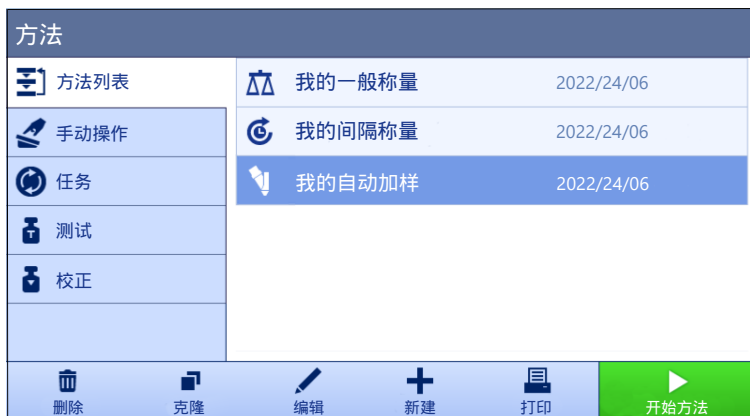 方法
方法列表
手动操作
任务
测试
校正
我的一般称量 2022/24/06
我的间隔称量 2022/24/06
我的自动加样 2022/24/06
删除
克隆
编辑
新建
打印
开始方法